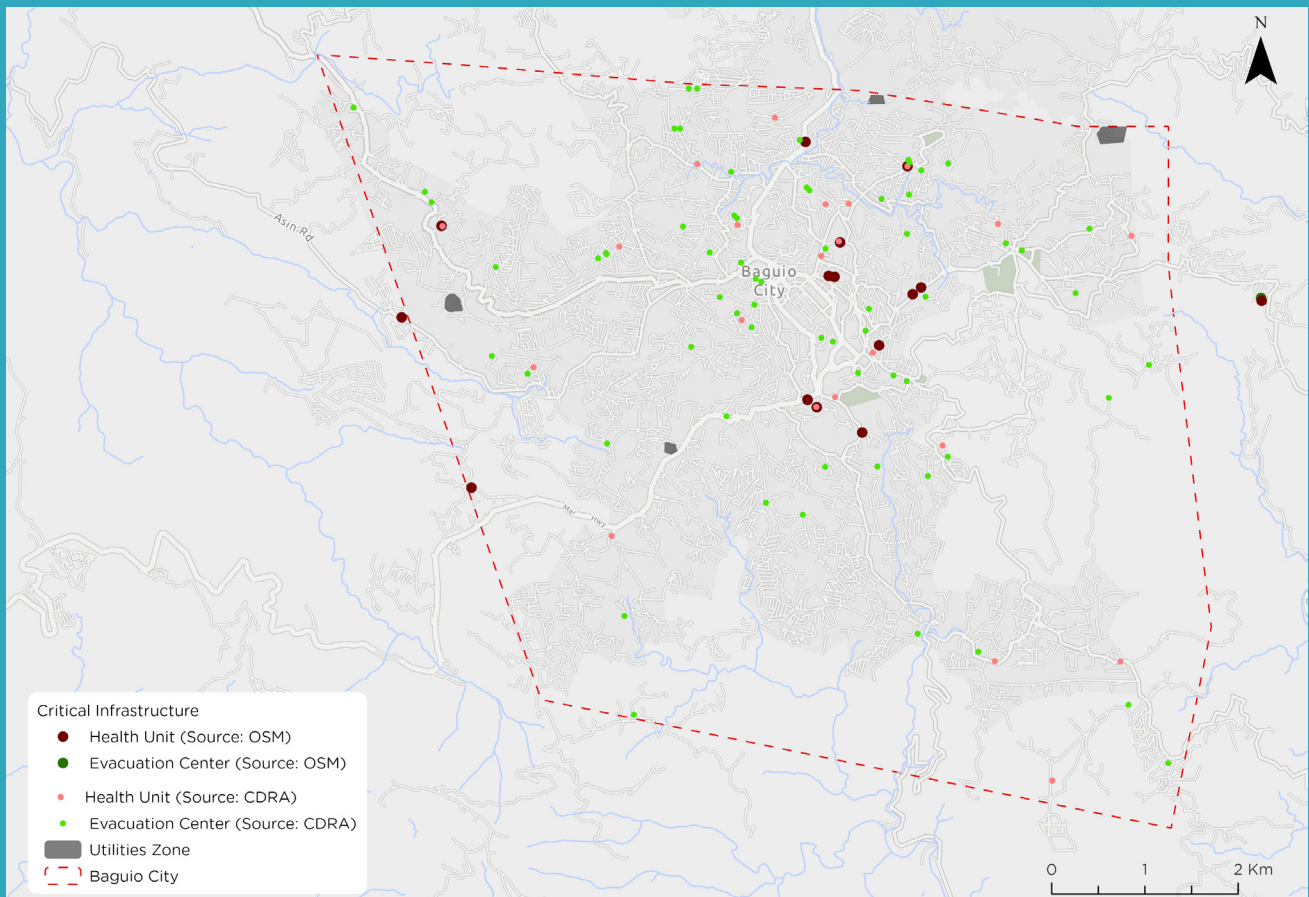 N
Asin Rd
Baguio
City
Mar Hwy
Critical Infrastructure
Health Unit (Source: OSM)
Evacuation Center (Source: OSM)
Health Unit (Source: CDRA)
Evacuation Center (Source: CDRA)
Utilities Zone
Baguio City
0 1 2 Km